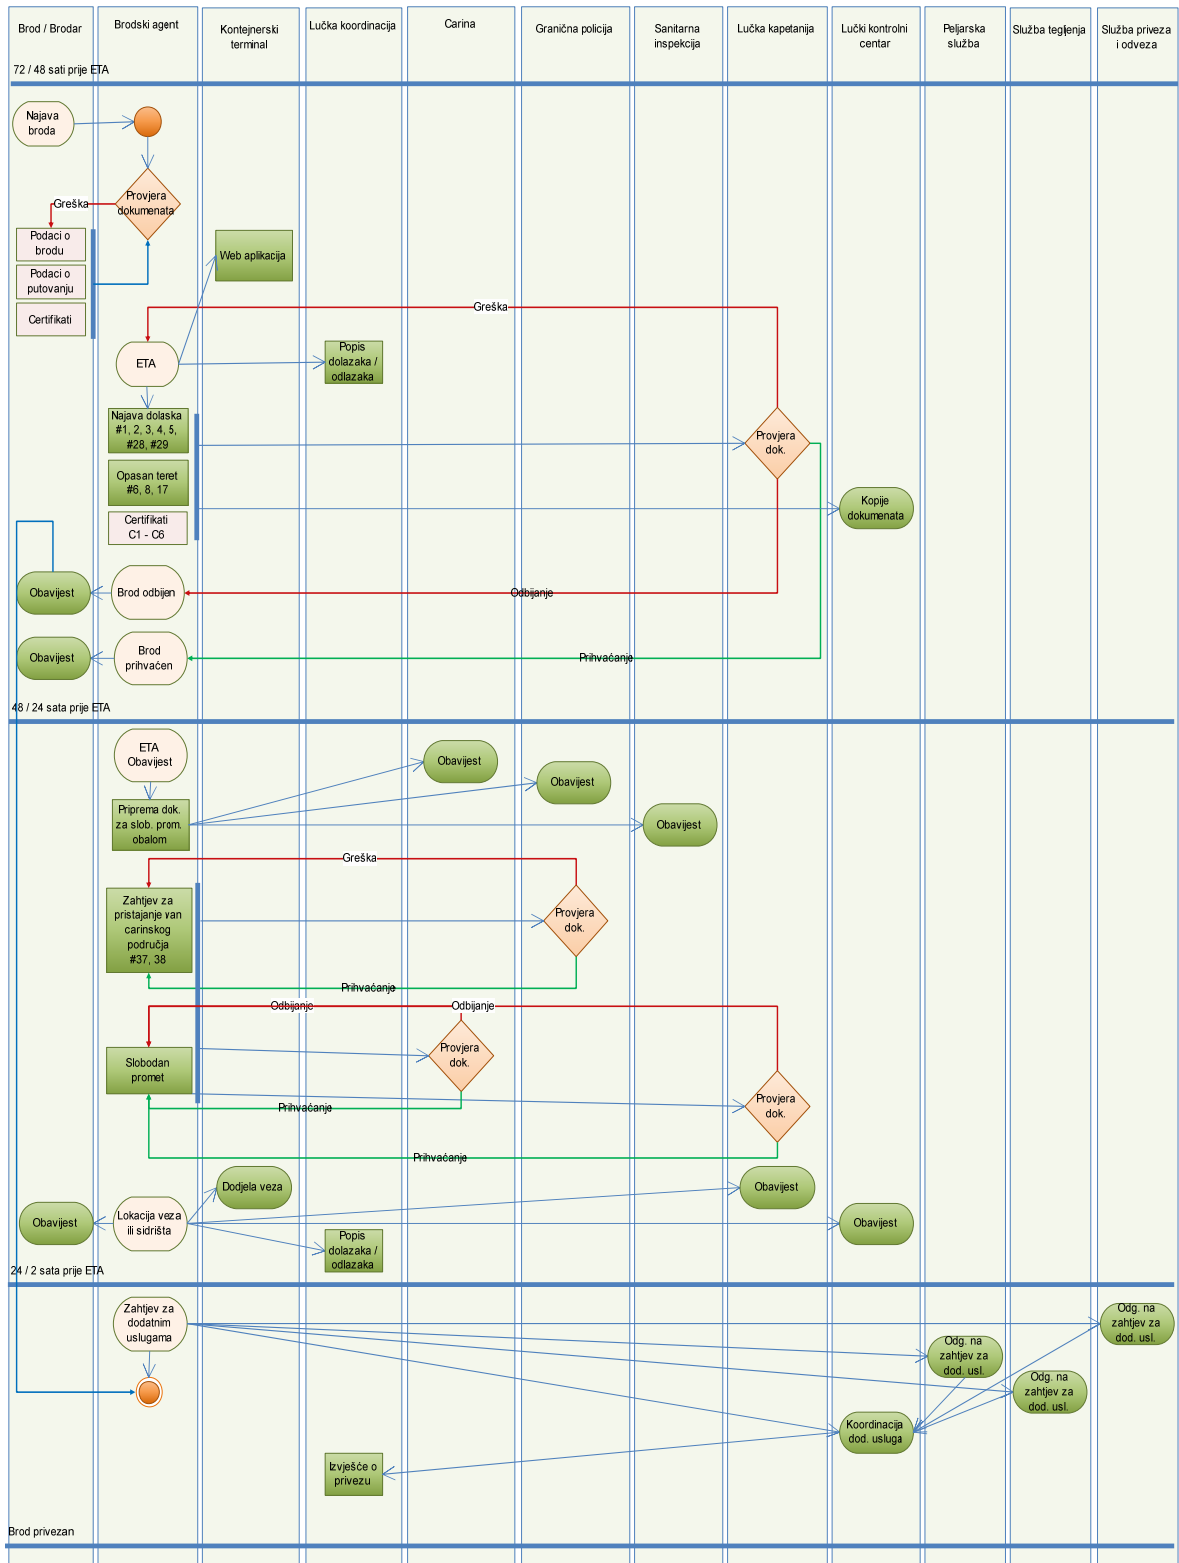 Brod / Brodar
Brodski agent
Kontejnerski
terminal
Lučka koordinacija
Carina
Granična policija
Sanitarna
inspekcija
Lučka kapetanija
Lučki kontrolni
centar
Peljarska
služba
Služba tegljenja
Služba priveza
i odveza
72 / 48 sati prije ETA
Najava
broda
Provjera
dokumenata
Greška
Podaci o
brodu
Podaci o
putovanju
Certifikati
Web aplikacija
Greška
ETA
Popis
dolazaka /
odlazaka
Najava dolaska
#1, 2, 3, 4, 5,
#28, #29
Provjera
dok.
Opasan teret
#6, 8, 17
Kopije
dokumenata
Certifikati
C1 - C6
Obavijest
Brod odbijen
Odbijanje
Obavijest
Brod
prihvaćen
Prihvaćanje
48 / 24 sata prije ETA
ETA
Obavijest
Obavijest
Obavijest
Priprema dok.
za slob. prom.
obalom
Obavijest
Greška
Zahtjev za
pristajanje van
carinskog
područja
#37, 38
Provjera
dok.
Prihvaćanje
Odbijanje
Odbijanje
Provjera
dok.
Slobodan
promet
Provjera
dok.
Prihvaćanje
Prihvaćanje
Dodjela veza
Obavijest
Obavijest
Lokacija veza
ili sidrišta
Obavijest
Popis
dolazaka /
odlazaka
24 / 2 sata prije ETA
Zahtjev za
dodatnim
uslugama
Odg. na
zahtjev za
dod. usl.
Odg. na
zahtjev za
dod. usl.
Odg. na
zahtjev za
dod. usl.
Koordinacija
dod. usluga
Izvješće o
privezu
Brod privezan